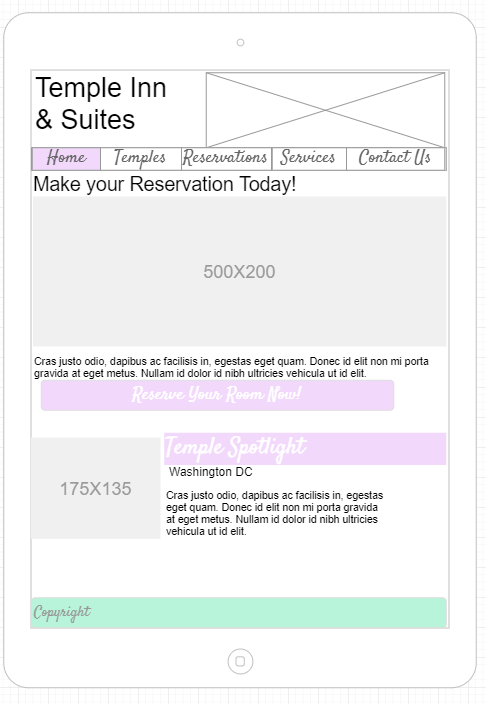 Temple Inn
& Suites
Home Temples Reservations Services Contact Us
Make your Reservation Today!
500X200
Cras justo odio, dapibus ac facilisis in, egestas eget quam. Donec id elit non mi porta
gravida at eget metus. Nullam id dolor id nibh ultricies vehicula ut id elit.
Reserve Your Room Now!
175X135
Temple Spotlight
Washington DC
Cras justo odio, dapibus ac facilisis in, egestas
eget quam. Donec id elit non mi porta gravida
at eget metus. Nullam id dolor id nibh ultricies
vehicula ut id elit.
Copyright